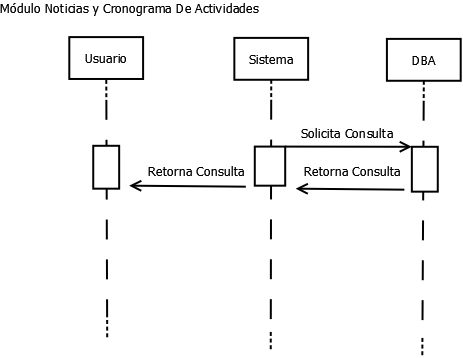 Módulo Noticias y Cronograma De Actividades
Usuario
Sistema
DBA
Solicita Consulta
Retorna Consulta
Retorna Consulta